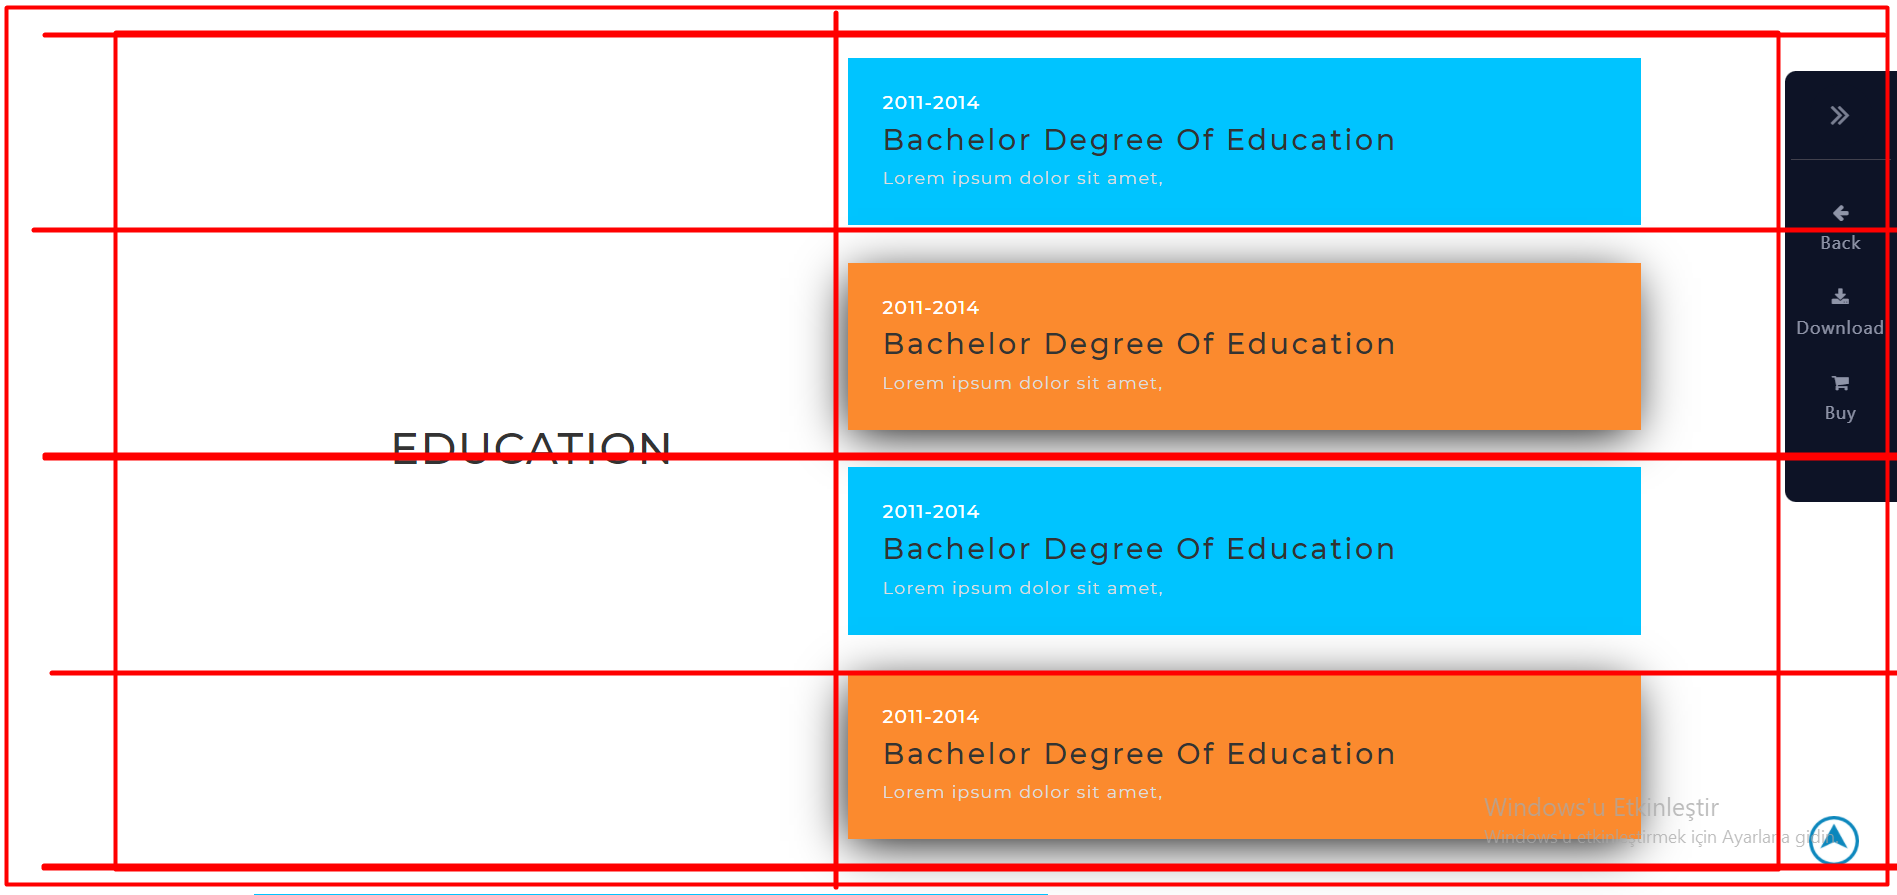 EDUCATION
2011-2014
Bachelor Degree Of Education
Lorem ipsum dolor sit amet,
2011-2014
Bachelor Degree Of Education
Lorem ipsum dolor sit amet,
2011-2014
Bachelor Degree Of Education
Lorem ipsum dolor sit amet,
2011-2014
Bachelor Degree Of Education
Lorem ipsum dolor sit amet,
Back
Download
Buy
Windows'u Etkinleştir
Windows'u etkinleştirmek için Ayarlara gidin.